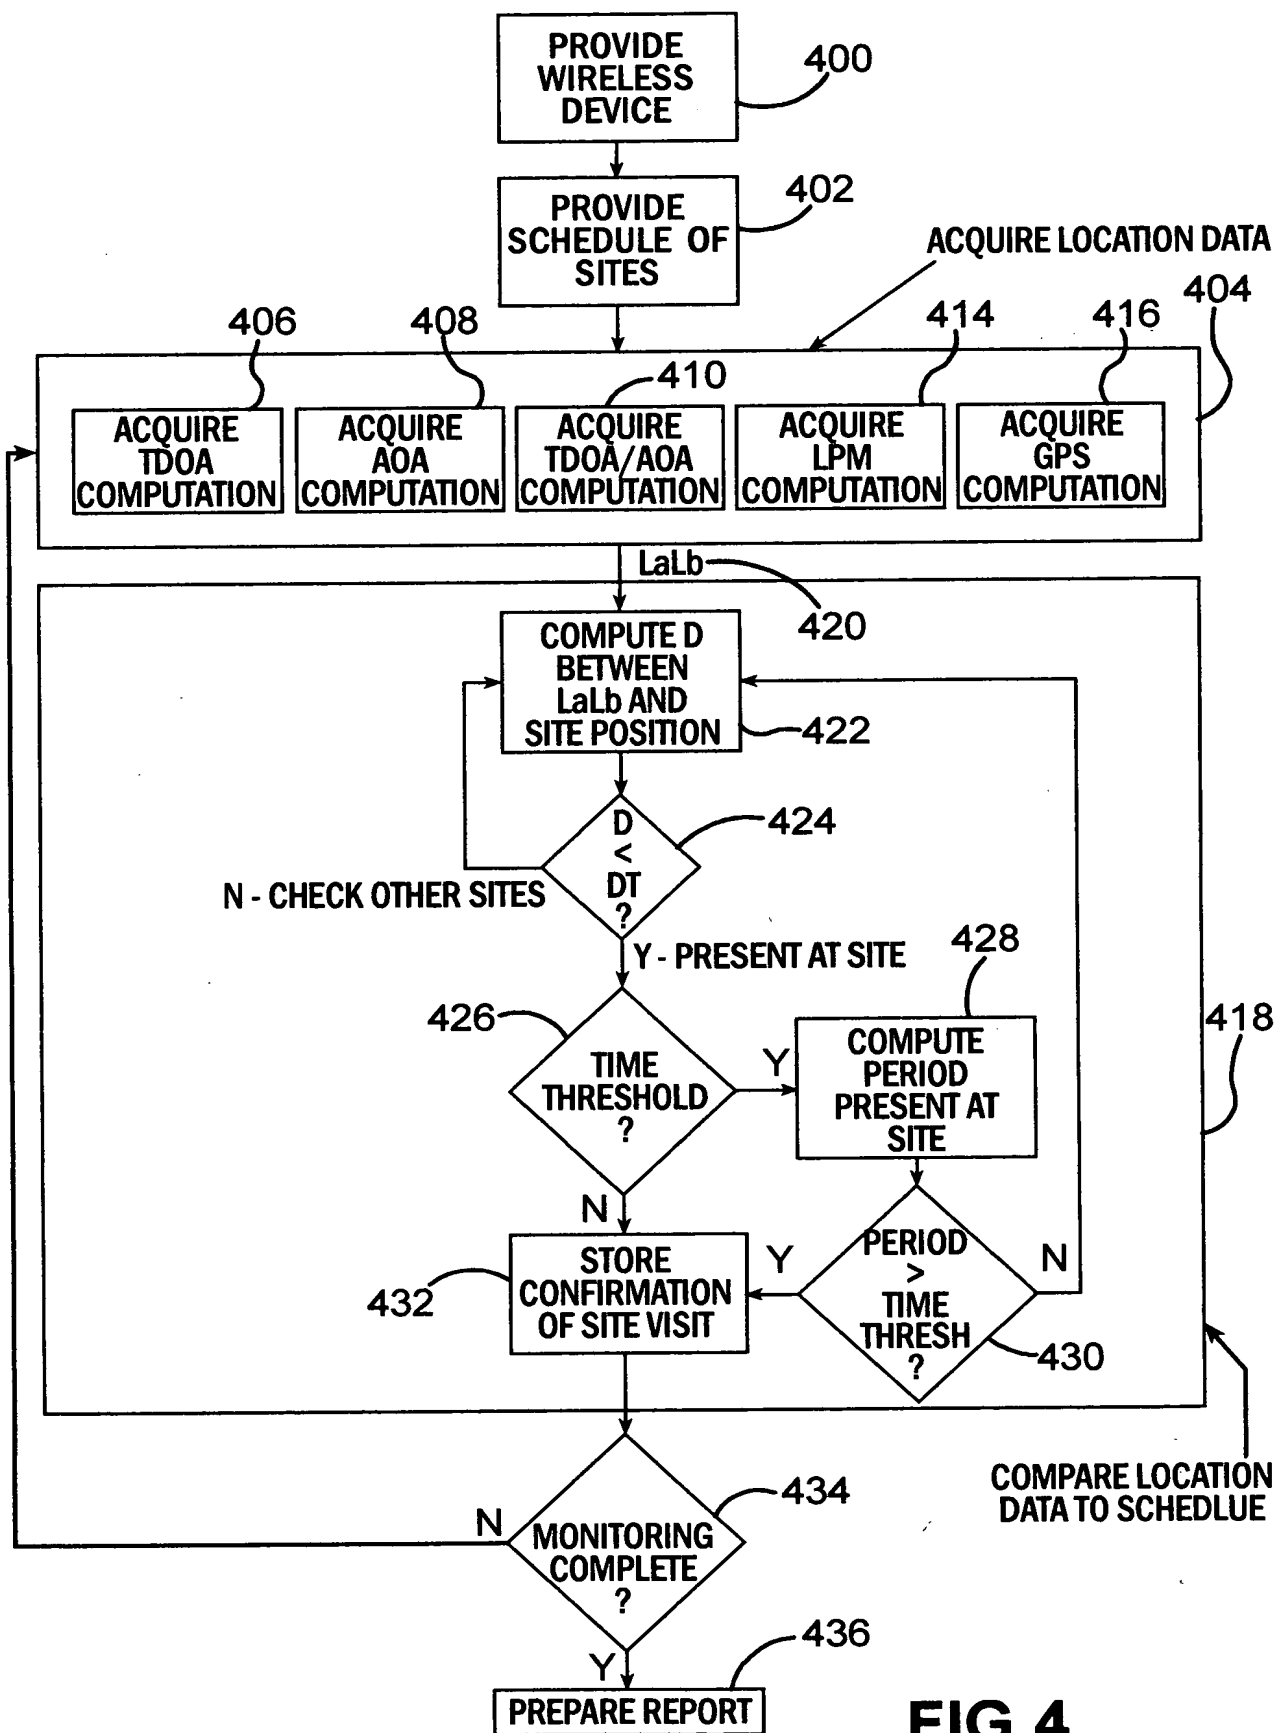 PROVIDE
WIRELESS
DEVICE
400
PROVIDE
SCHEDULE OF
SITES
402
ACQUIRE LOCATION DATA
404
406
408
410
414
416
ACQUIRE
TDOA
COMPUTATION
ACQUIRE
AOA
COMPUTATION
ACQUIRE
TDOA/AOA
COMPUTATION
ACQUIRE
LPM
COMPUTATION
ACQUIRE
GPS
COMPUTATION
LaLb
420
COMPUTE D
BETWEEN
LaLb AND
SITE POSITION
422
D
<
DT
?
424
N - CHECK OTHER SITES
Y - PRESENT AT SITE
426
TIME
THRESHOLD
?
Y
428
COMPUTE
PERIOD
PRESENT AT
SITE
418
N
432
STORE
CONFIRMATION
OF SITE VISIT
Y
PERIOD
>
TIME
THRESH
?
N
430
COMPARE LOCATION
DATA TO SCHEDLUE
434
N
MONITORING
COMPLETE
?
Y
436
PREPARE REPORT
FIG 4